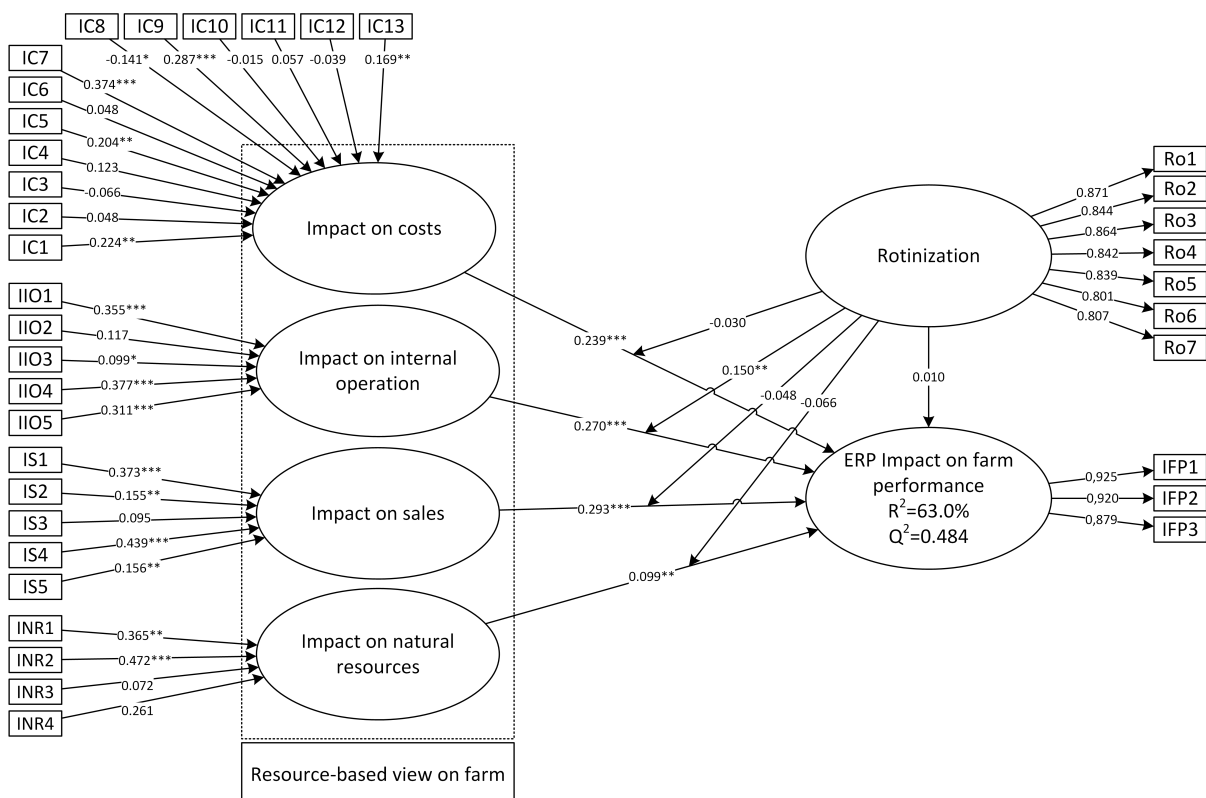 IC8 IC9 IC10 IC11 IC12 IC13
-0.141* 0.287*** -0.015 0.057 -0.039 0.169**
IC7
0.374***
IC6
0.048
IC5
0.204**
IC4
0.123
IC3
-0.066
IC2
0.048
IC1
0.224**
Impact on costs
IIO1
0.355***
IIO2
0.117
IIO3
0.099*
IIO4
0.377***
IIO5
0.311***
Impact on internal
operation
IS1
0.373***
IS2
0.155**
IS3
0.095
IS4
0.439***
IS5
0.156**
Impact on sales
INR1
0.365**
INR2
0.472***
INR3
0.072
INR4
0.261
Impact on natural
resources
Resource-based view on farm
0.239***
0.270***
0.293***
0.099**
-0.030
0.150**
-0.048
-0.066
0.010
Rotinization
0.871
Ro1
0.844
Ro2
0.864
Ro3
0.842
Ro4
0.839
Ro5
0.801
Ro6
0.807
Ro7
ERP Impact on farm
performance
R²=63.0%
Q²=0.484
0,925
IFP1
0,920
IFP2
0,879
IFP3